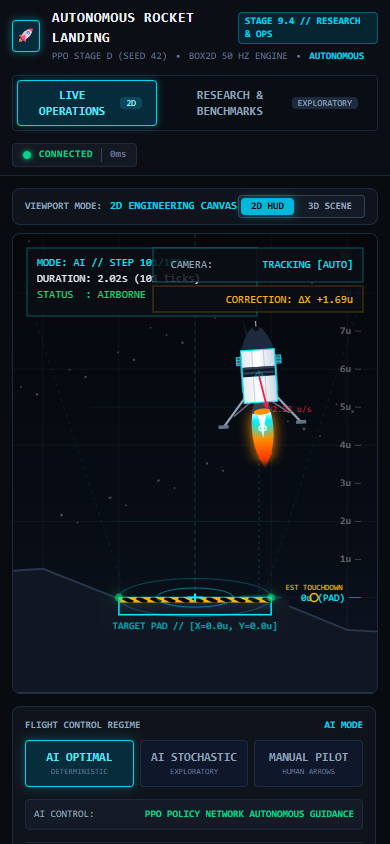 AUTONOMOUS ROCKET
LANDING
PPO STAGE D (SEED 42) • BOX2D 50 HZ ENGINE • AUTONOMOUS
STAGE 9.4 // RESEARCH
& OPS
LIVE
OPERATIONS
2D
RESEARCH &
BENCHMARKS
EXPLORATORY
CONNECTED
0ms
VIEWPORT MODE: 2D ENGINEERING CANVAS
2D HUD
3D SCENE
MODE: AI // STEP
CAMERA: TRACKING [AUTO]
DURATION: 2.02s ticks)
STATUS : AIRBORNE
CORRECTION: ΔX +1.69u
7u
6u
5u
u/s
4u
3u
2u
1u
EST TOUCHDOWN
0u (PAD)
TARGET PAD // [X=0.0u, Y=0.0u]
FLIGHT CONTROL REGIME
AI MODE
AI OPTIMAL
DETERMINISTIC
AI STOCHASTIC
EXPLORATORY
MANUAL PILOT
HUMAN ARROWS
AI CONTROL: PPO POLICY NETWORK AUTONOMOUS GUIDANCE